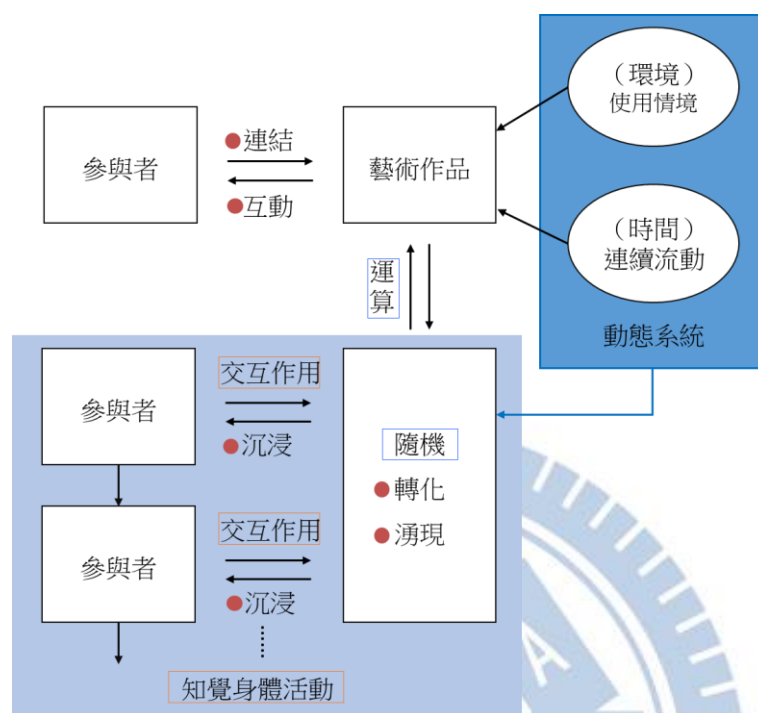 （環境）
使用情境
參與者
連結
互動
藝術作品
（時間）
連續流動
動態系統
運
算
參與者
交互作用
沉浸
隨機
轉化
湧現
參與者
交互作用
沉浸
知覺身體活動
A